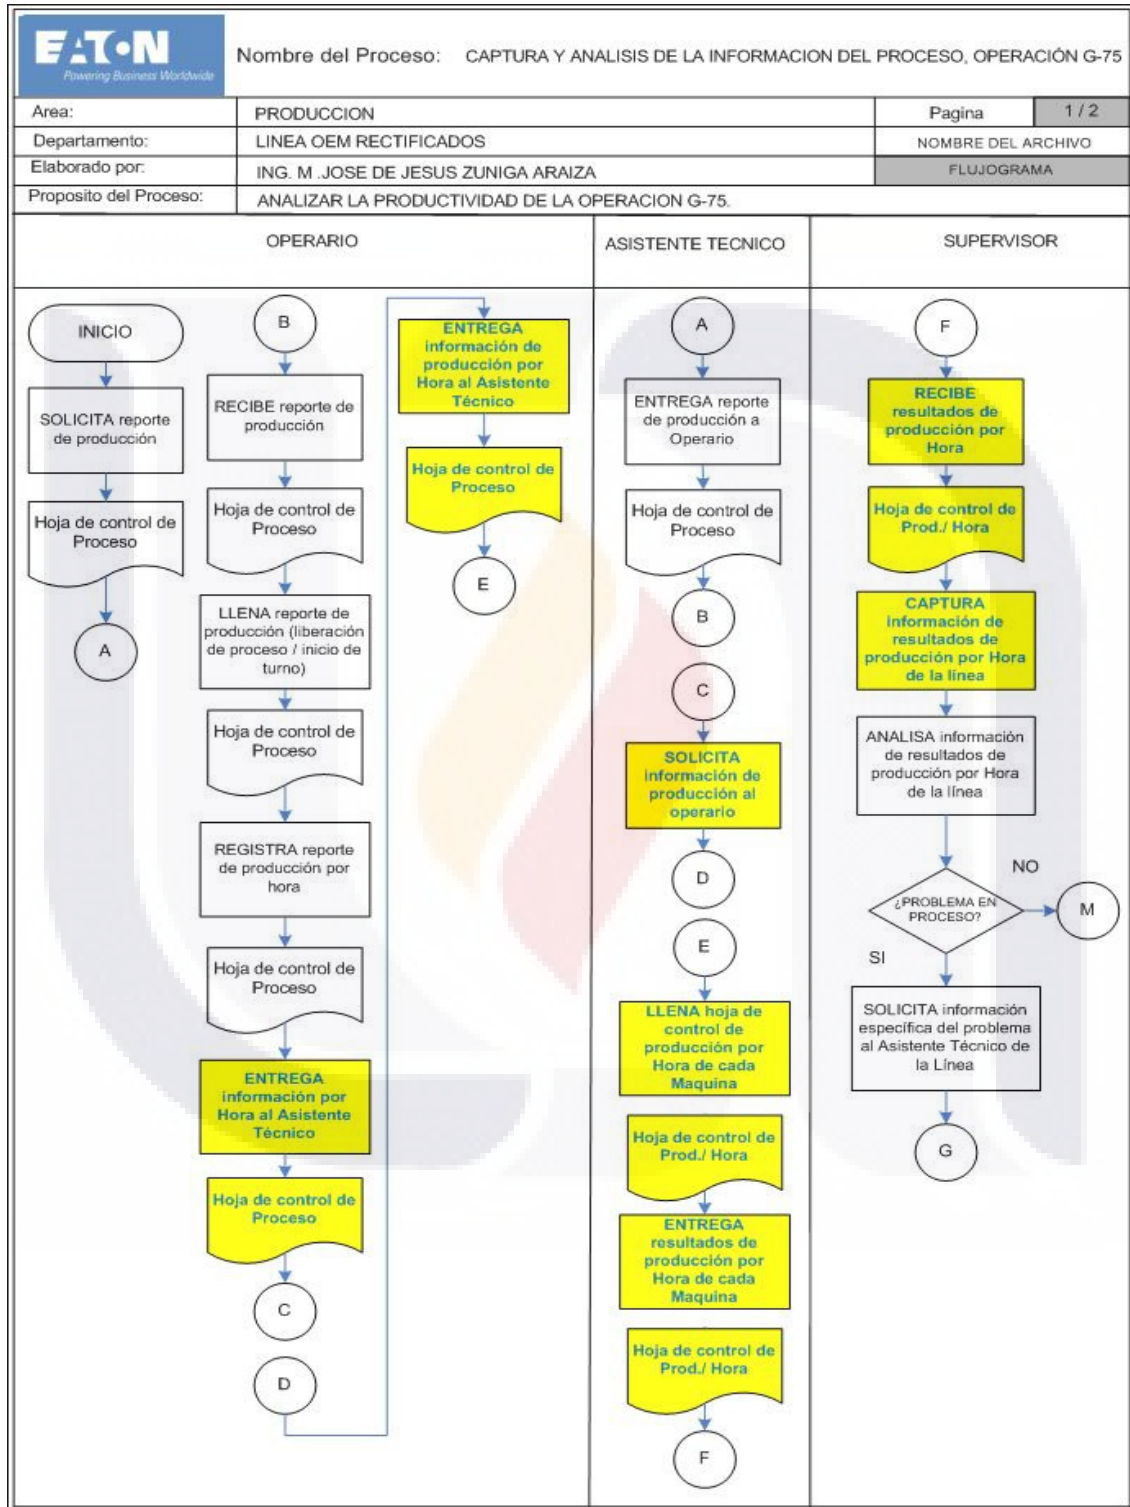 EATON
Powering Business Worldwide
Nombre del Proceso: CAPTURA Y ANALISIS DE LA INFORMACION DEL PROCESO, OPERACIÓN G-75
Area:
PRODUCCION
Pagina
1 / 2
Departamento:
LINEA OEM RECTIFICADOS
NOMBRE DEL ARCHIVO
Elaborado por:
ING. M .JOSE DE JESUS ZUNIGA ARAIZA
FLUJOGRAMA
Proposito del Proceso:
ANALIZAR LA PRODUCTIVIDAD DE LA OPERACION G-75.
OPERARIO
ASISTENTE TECNICO
SUPERVISOR
INICIO
SOLICITA reporte
de producción
Hoja de control de
Proceso
A
B
RECIBE reporte de
producción
Hoja de control de
Proceso
LLENA reporte de
producción (liberación
de proceso / inicio de
turno)
Hoja de control de
Proceso
REGISTRA reporte
de producción por
hora
Hoja de control de
Proceso
ENTREGA
información por
Hora al Asistente
Técnico
Hoja de control de
Proceso
C
D
ENTREGA
información de
producción por
Hora al Asistente
Técnico
Hoja de control de
Proceso
E
A
ENTREGA reporte
de producción a
Operario
Hoja de control de
Proceso
B
C
SOLICITA
información de
producción al
operario
D
E
LLENA hoja de
control de
producción por
Hora de cada
Maquina
Hoja de control de
Prod./ Hora
ENTREGA
resultados de
producción por
Hora de cada
Maquina
Hoja de control de
Prod./ Hora
F
F
RECIBE
resultados de
producción por
Hora
Hoja de control de
Prod./ Hora
CAPTURA
información de
resultados de
producción por Hora
de la línea
ANALISA información
de resultados de
producción por Hora
de la línea
¿PROBLEMA EN
PROCESO?
NO
M
SI
SOLICITA información
específica del problema
al Asistente Técnico de
la Línea
G